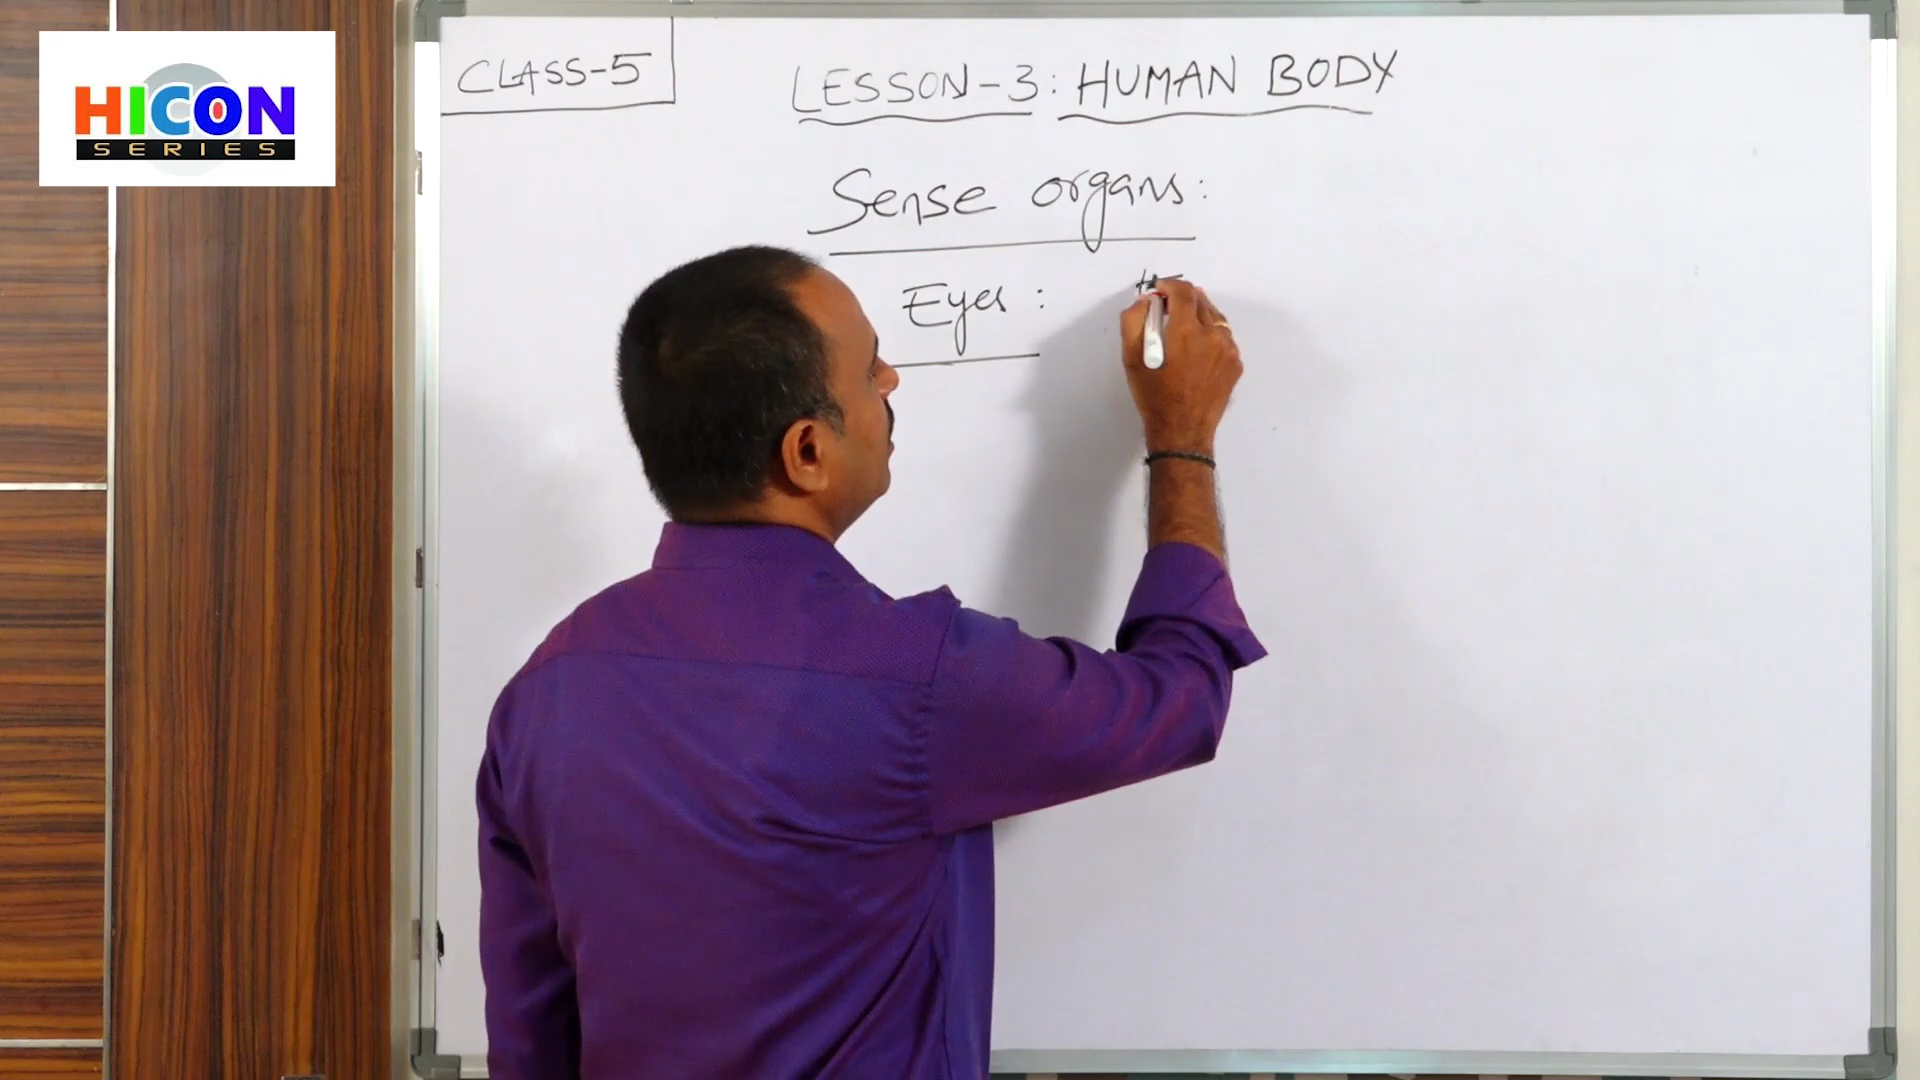 HICON
SERIES
CLASS-5
LESSON-3: HUMAN BODY
Sense organs:
Eyes :